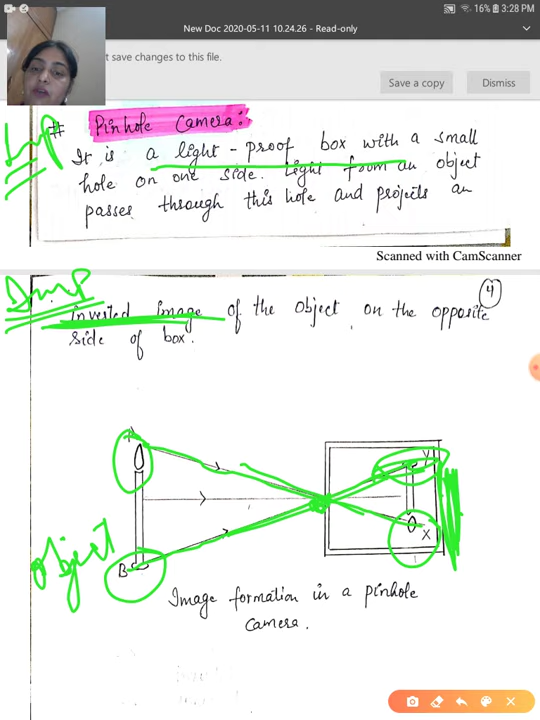 16% 3:28 PM
New Doc 2020-05-11 10.24.26 - Read-only
t save changes to this file.
Save a copy
Dismiss
Imp
# Pinhole Camera:
It is a light-proof box with a small
hole on one side. Light from an object
passes through this hole and projects an
Scanned with CamScanner
Imp
4
inverted image of the object on the opposite
side of box.
A
Y
object
B
X
Image formation in a pinhole
camera.